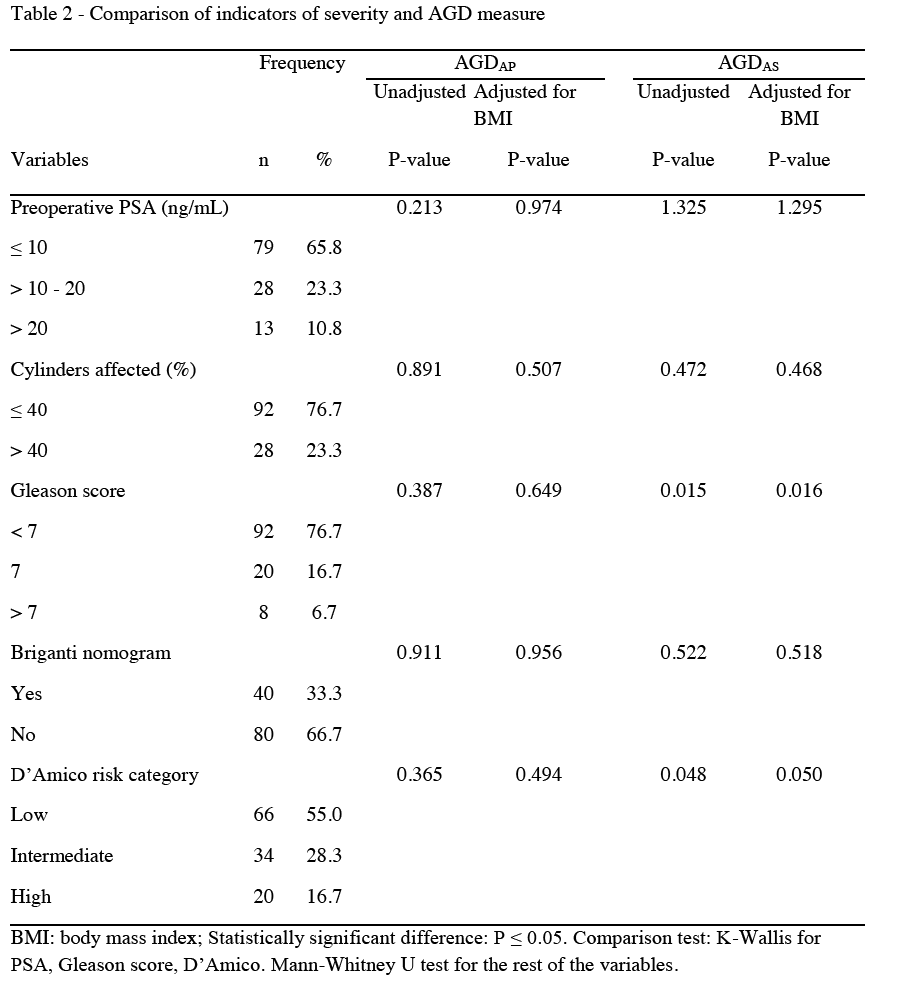 Table 2 - Comparison of indicators of severity and AGD measure
Frequency AGDAP AGDAS
Unadjusted Adjusted for BMI Unadjusted Adjusted for BMI
Variables n % P-value P-value P-value P-value
Preoperative PSA (ng/mL) 0.213 0.974 1.325 1.295
≤ 10 79 65.8
> 10 - 20 28 23.3
> 20 13 10.8
Cylinders affected (%) 0.891 0.507 0.472 0.468
≤ 40 92 76.7
> 40 28 23.3
Gleason score 0.387 0.649 0.015 0.016
< 7 92 76.7
7 20 16.7
> 7 8 6.7
Briganti nomogram 0.911 0.956 0.522 0.518
Yes 40 33.3
No 80 66.7
D’Amico risk category 0.365 0.494 0.048 0.050
Low 66 55.0
Intermediate 34 28.3
High 20 16.7
BMI: body mass index; Statistically significant difference: P ≤ 0.05. Comparison test: K-Wallis for
PSA, Gleason score, D’Amico. Mann-Whitney U test for the rest of the variables.